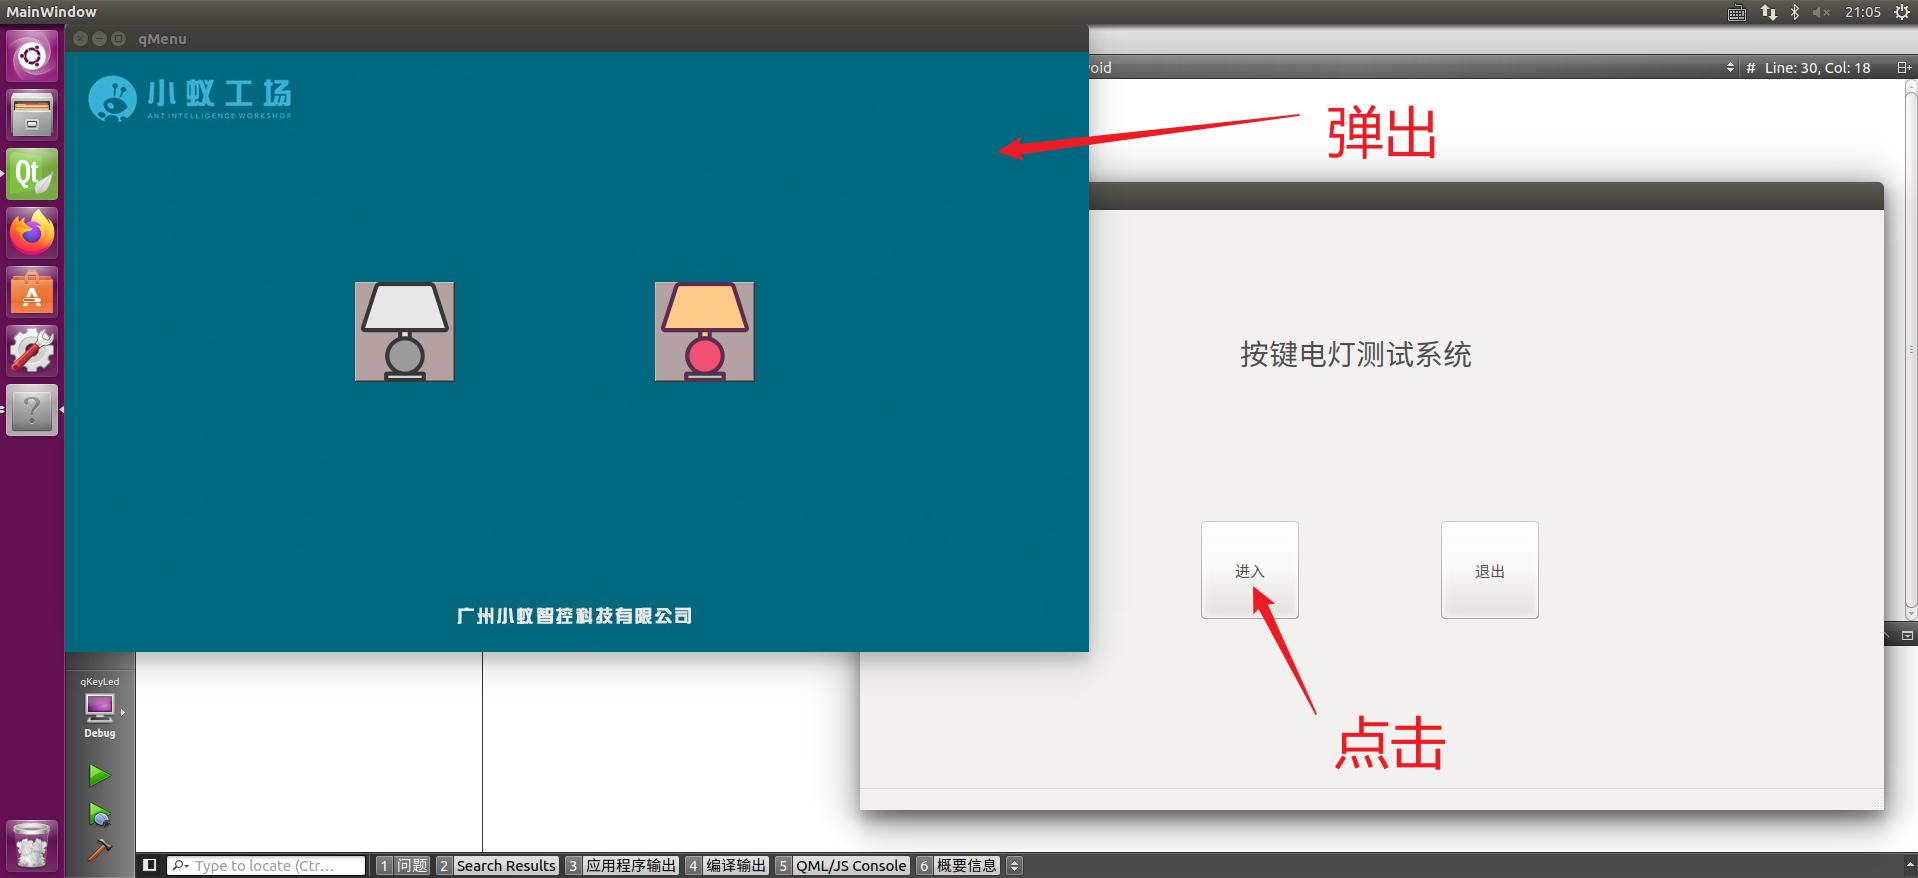 MainWindow
21:05
qMenu
小蚁工场
ANT INTELLIGENCE WORKSHOP
void
# Line: 30, Col: 18
弹出
Qt
按键电灯测试系统
进入
退出
广州小蚁智控科技有限公司
qKeyLed
Debug
点击
Type to locate (Ctr...
1 问题
2 Search Results
3 应用程序输出
4 编译输出
5 QML/JS Console
6 概要信息